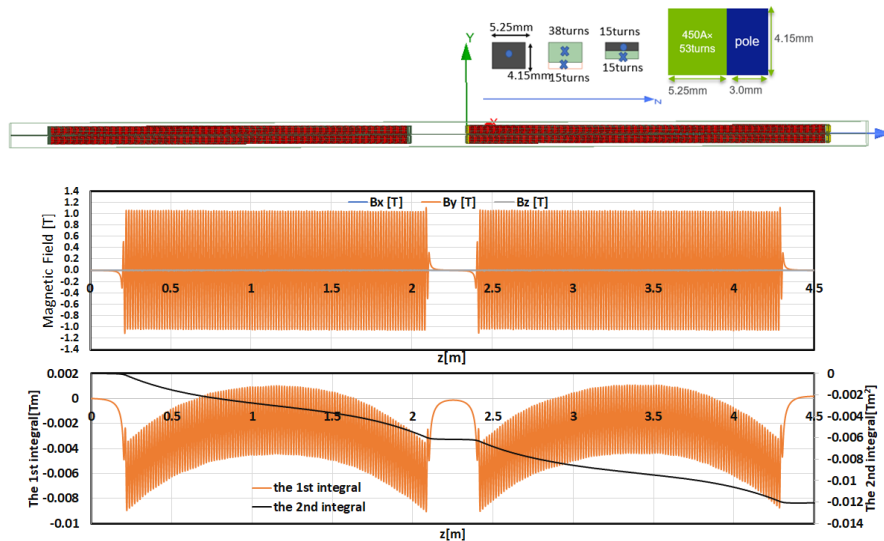 5.25mm 38turns 15turns
Y
4.15mm
15turns 15turns
Z
X
450A×
53turns
pole
4.15mm
5.25mm 3.0mm
1.4
1.2
1.0
0.8
0.6
0.4
0.2
0.0
-0.2
-0.4
-0.6
-0.8
-1.0
-1.2
-1.4
Magnetic Field [T]
Bx [T] By [T] Bz [T]
0 0.5 1 1.5 2 2.5 3 3.5 4 4.5
z[m]
0.002
0
-0.002
-0.004
-0.006
-0.008
-0.01
The 1st integral[Tm]
0 0.5 1 1.5 2 2.5 3 3.5 4 4.5
the 1st integral
the 2nd integral
z[m]
0
-0.002
-0.004
-0.006
-0.008
-0.01
-0.012
-0.014
The 2nd integral[Tm²]